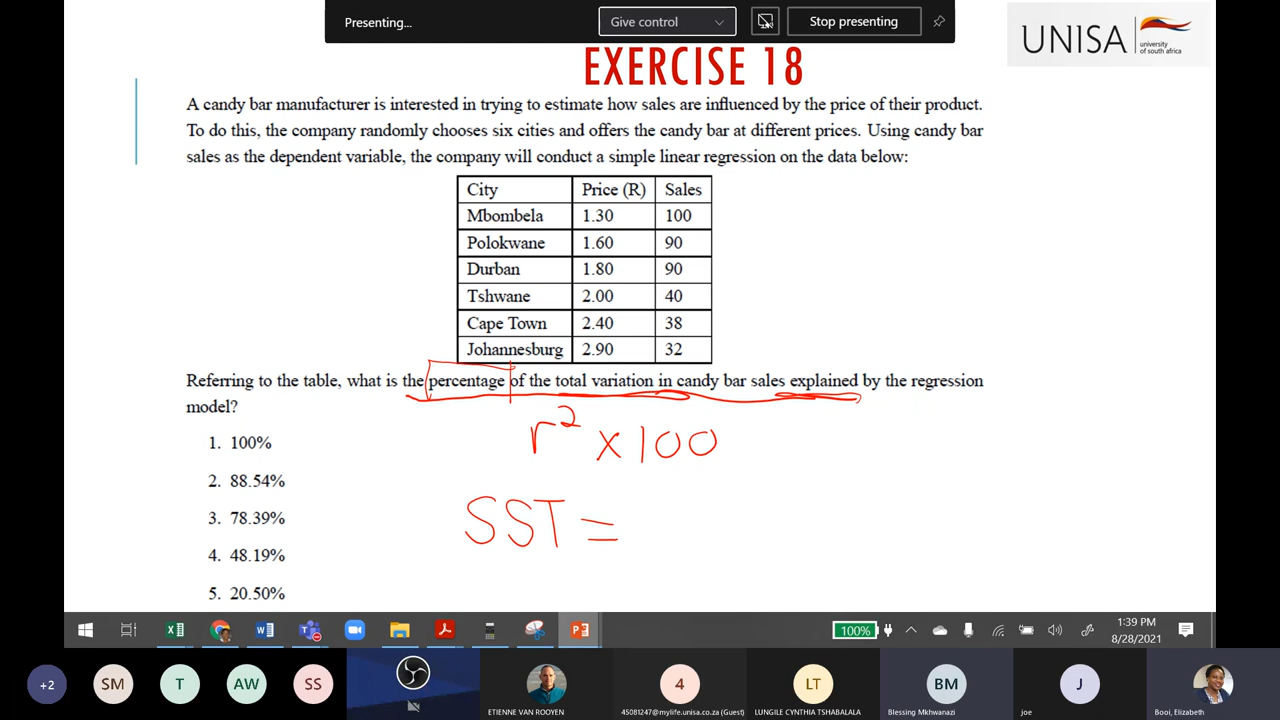 Presenting...
Give control
Stop presenting
UNISA
university
of south africa
EXERCISE 18
A candy bar manufacturer is interested in trying to estimate how sales are influenced by the price of their product.
To do this, the company randomly chooses six cities and offers the candy bar at different prices. Using candy bar
sales as the dependent variable, the company will conduct a simple linear regression on the data below:
City Price (R) Sales
Mbombela 1.30 100
Polokwane 1.60 90
Durban 1.80 90
Tshwane 2.00 40
Cape Town 2.40 38
Johannesburg 2.90 32
Referring to the table, what is the percentage of the total variation in candy bar sales explained by the regression
model?
r² × 100
1. 100%
2. 88.54%
3. 78.39%
SST =
4. 48.19%
5. 20.50%
100%
1:39 PM
8/28/2021
+2
SM
T
AW
SS
ETIENNE VAN ROOYEN
4
45081247@mylife.unisa.co.za (Guest)
LT
LUNGILE CYNTHIA TSHABALALA
BM
Blessing Mkhwanazi
J
joe
Booi, Elizabeth